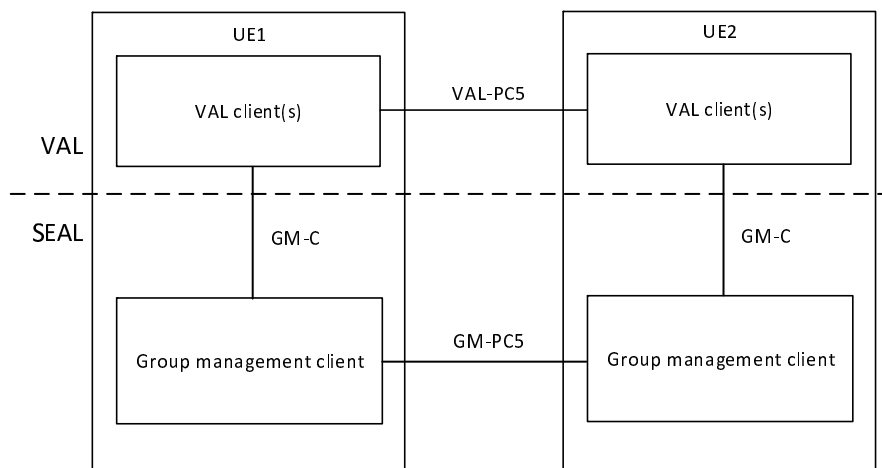 UE1
UE2
VAL client(s)
VAL-PC5
VAL client(s)
VAL
SEAL
GM-C
GM-C
Group management client
GM-PC5
Group management client